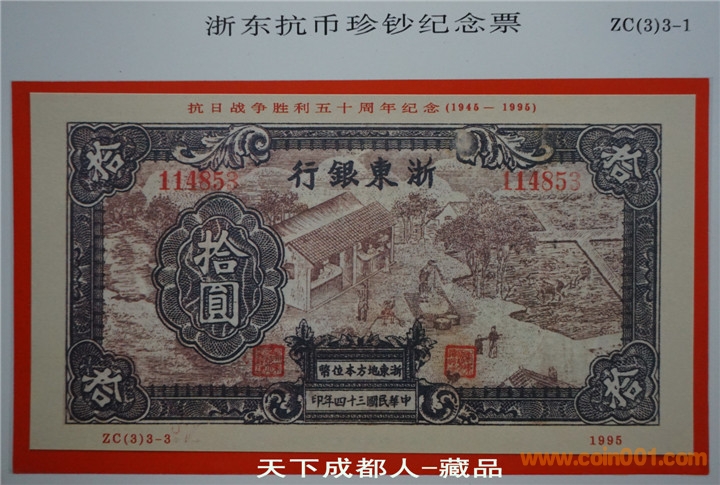 浙东抗币珍钞纪念票
ZC(3)3-1
抗日战争胜利五十周年纪念(1945-1995)
拾
拾
行銀東浙
114853
114853
拾圓
幣位本方地東浙
印年四十三國民華中
拾
拾
ZC(3)3-3
1995
www.coin001.com
天下成都人-藏品